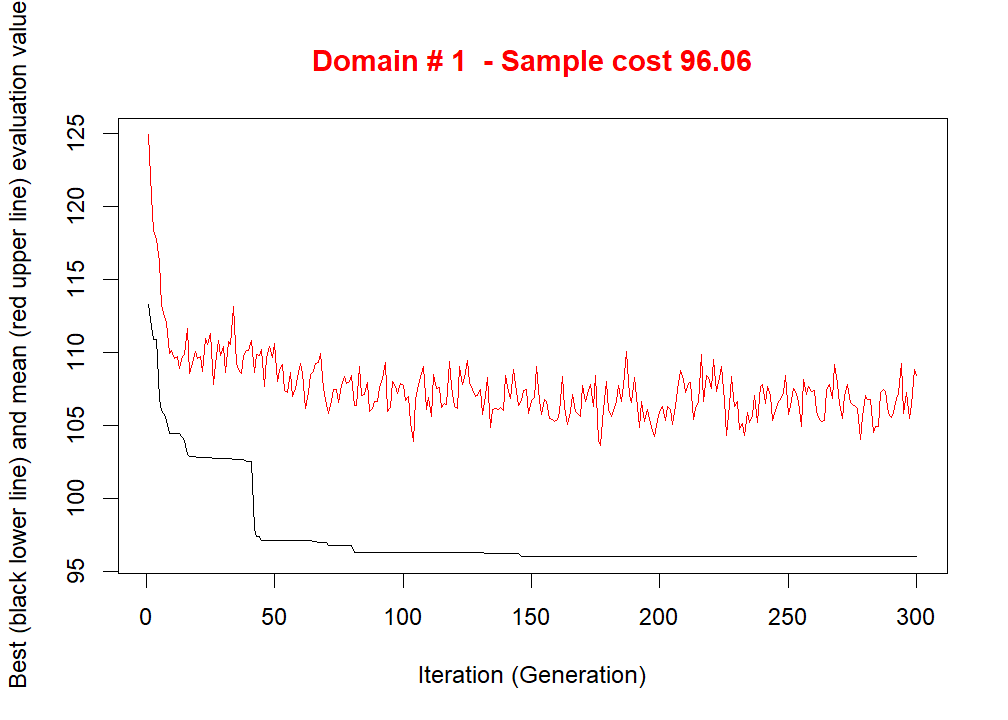 Domain # 1  - Sample cost 96.06
Best (black lower line) and mean (red upper line) evaluation value
125
120
115
110
105
100
95
0 50 100 150 200 250 300
Iteration (Generation)